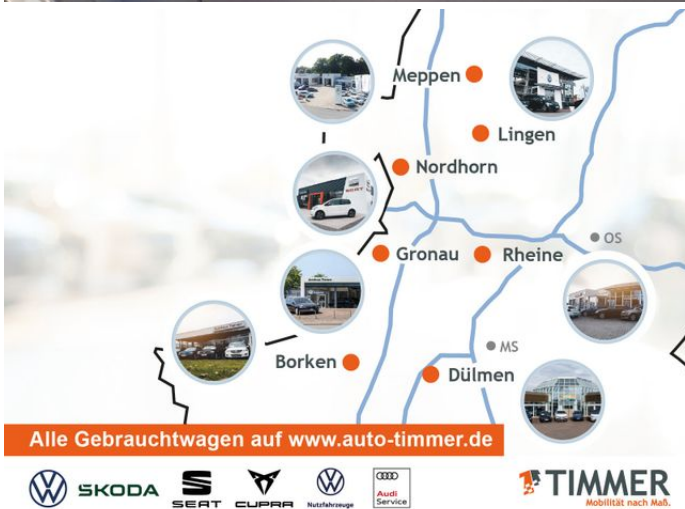 Meppen
Lingen
Nordhorn
OS
Gronau
Rheine
MS
Borken
Dülmen
Alle Gebrauchtwagen auf www.auto-timmer.de
ŠKODA
SEAT
CUPRA
Nutzfahrzeuge
Audi
Service
TIMMER
Mobilität nach Maß.